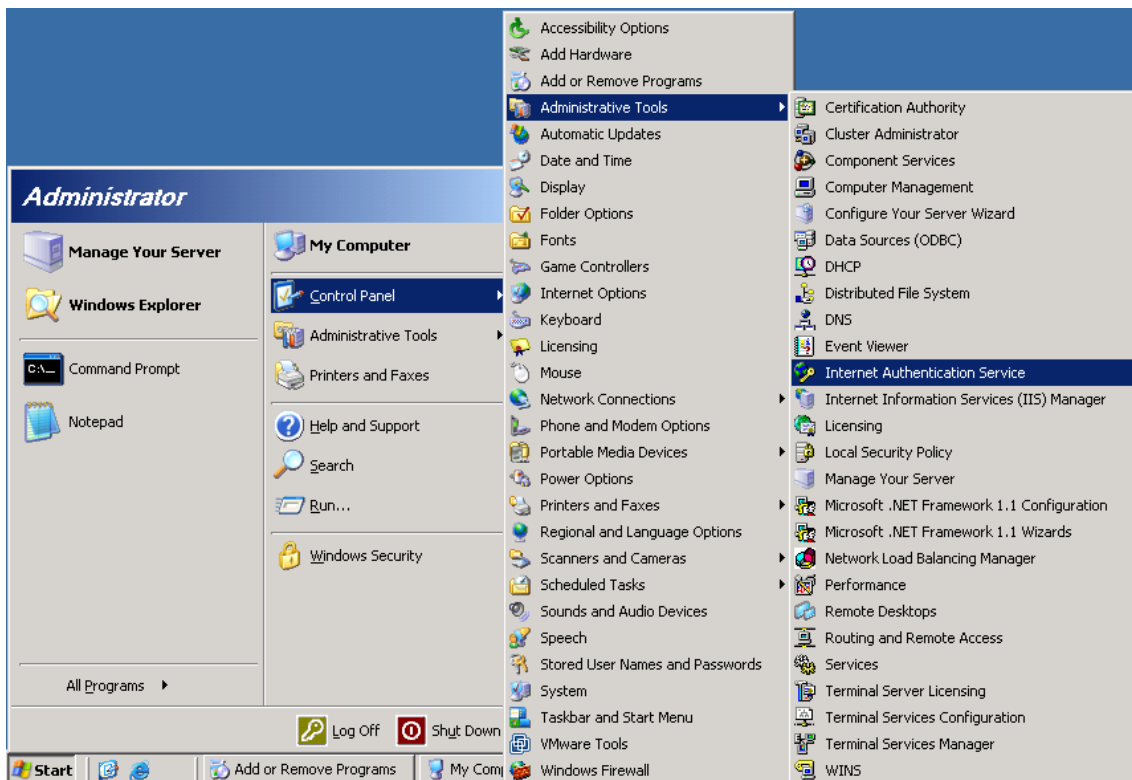 Administrator
Manage Your Server
Windows Explorer
C:\_
Command Prompt
Notepad
All Programs
My Computer
Control Panel
Administrative Tools
Printers and Faxes
Help and Support
Search
Run...
Windows Security
Log Off
Shut Down
Accessibility Options
Add Hardware
Add or Remove Programs
Administrative Tools
Automatic Updates
Date and Time
Display
Folder Options
Fonts
Game Controllers
Internet Options
Keyboard
Licensing
Mouse
Network Connections
Phone and Modem Options
Portable Media Devices
Power Options
Printers and Faxes
Regional and Language Options
Scanners and Cameras
Scheduled Tasks
Sounds and Audio Devices
Speech
Stored User Names and Passwords
System
Taskbar and Start Menu
VMware Tools
Windows Firewall
Certification Authority
Cluster Administrator
Component Services
Computer Management
Configure Your Server Wizard
Data Sources (ODBC)
DHCP
Distributed File System
DNS
Event Viewer
Internet Authentication Service
Internet Information Services (IIS) Manager
Licensing
Local Security Policy
Manage Your Server
Microsoft .NET Framework 1.1 Configuration
Microsoft .NET Framework 1.1 Wizards
Network Load Balancing Manager
Performance
Remote Desktops
Routing and Remote Access
Services
Terminal Server Licensing
Terminal Services Configuration
Terminal Services Manager
WINS
Start
Add or Remove Programs
My Com